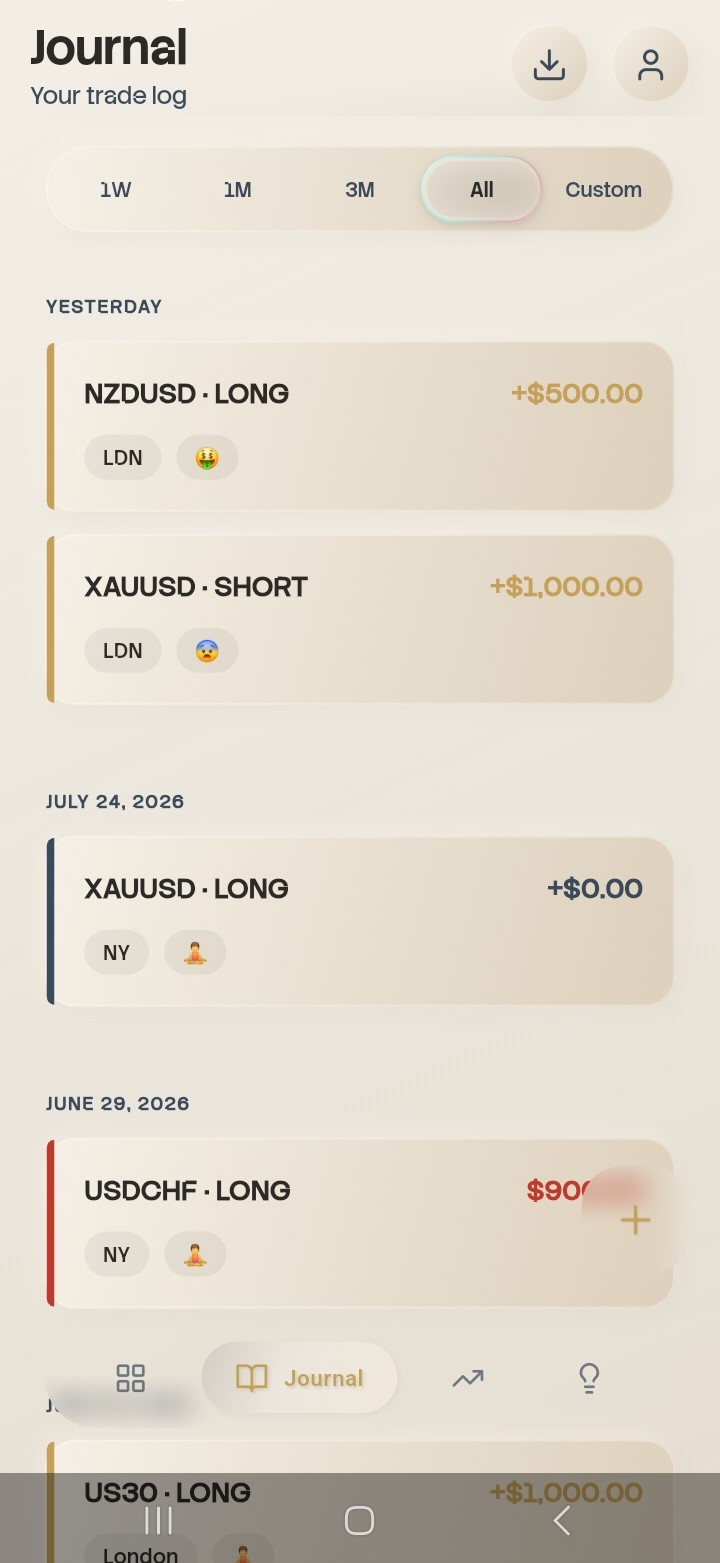 Journal
Your trade log
1W 1M 3M All Custom
YESTERDAY
NZDUSD · LONG +$500.00
LDN
XAUUSD · SHORT +$1,000.00
LDN
JULY 24, 2026
XAUUSD · LONG +$0.00
NY
JUNE 29, 2026
USDCHF · LONG
NY
Journal
US30 · LONG +$1,000.00
London